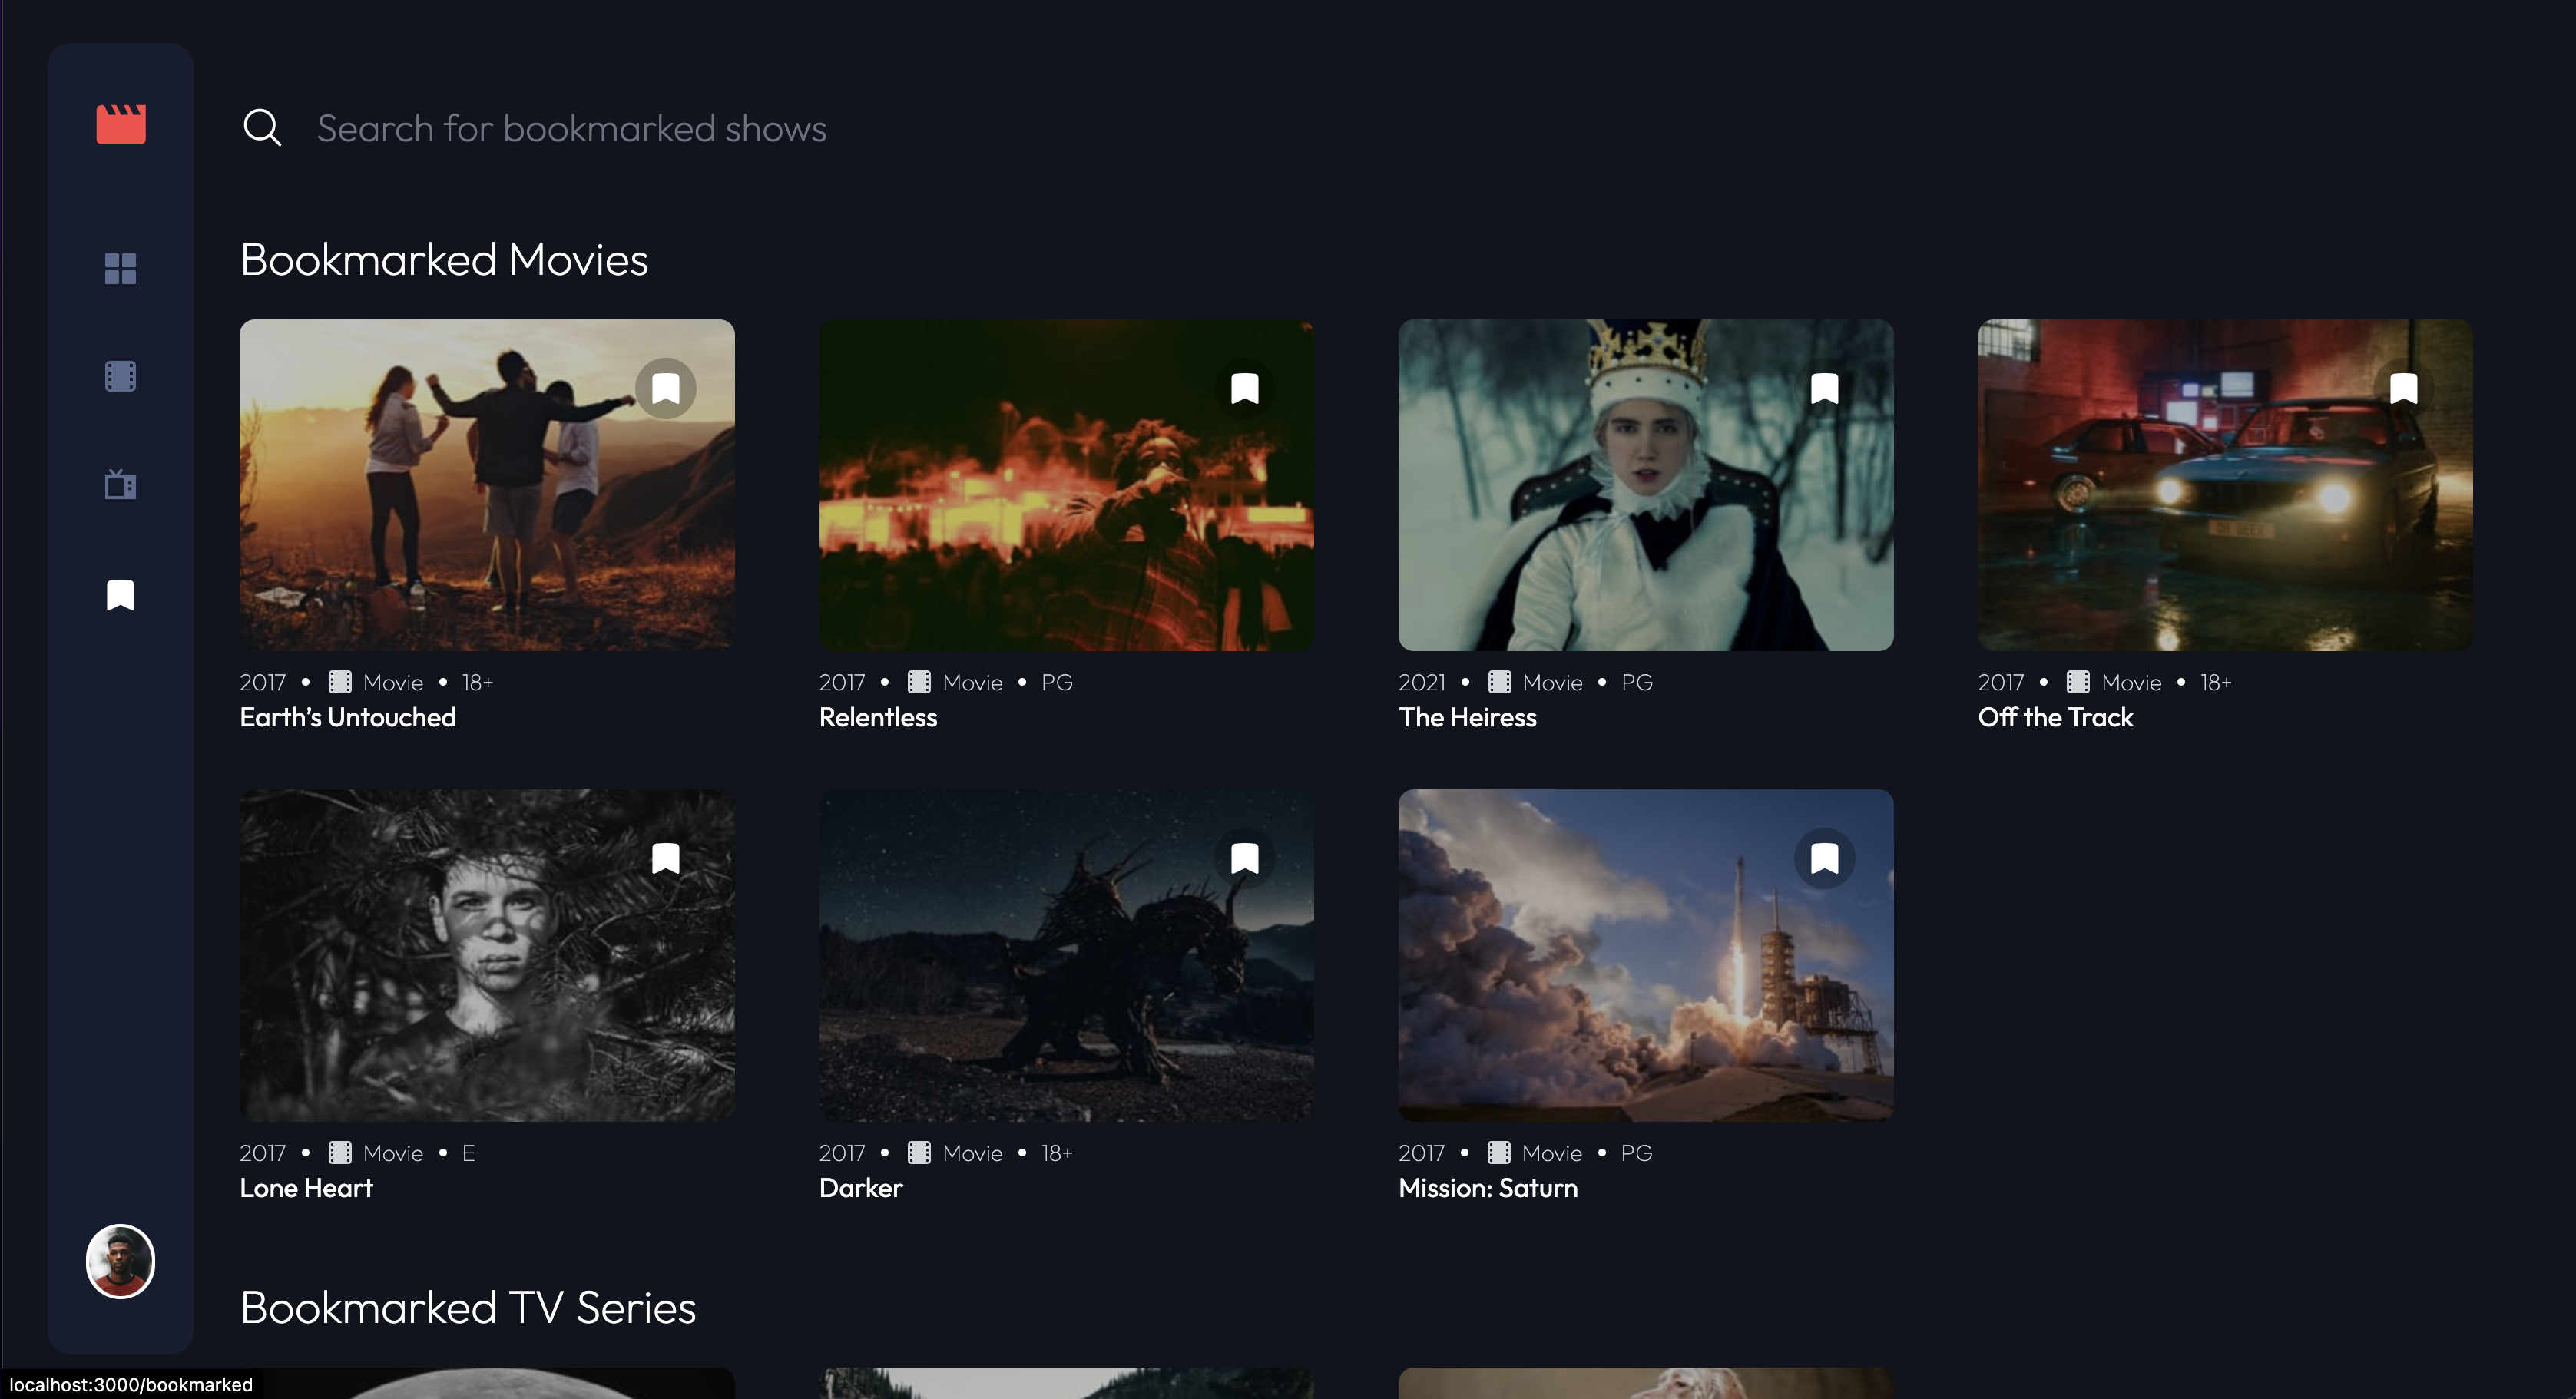 Search for bookmarked shows
Bookmarked Movies
2017 • Movie • 18+
Earth’s Untouched
2017 • Movie • PG
Relentless
2021 • Movie • PG
The Heiress
2017 • Movie • 18+
Off the Track
2017 • Movie • E
Lone Heart
2017 • Movie • 18+
Darker
2017 • Movie • PG
Mission: Saturn
Bookmarked TV Series
localhost:3000/bookmarked